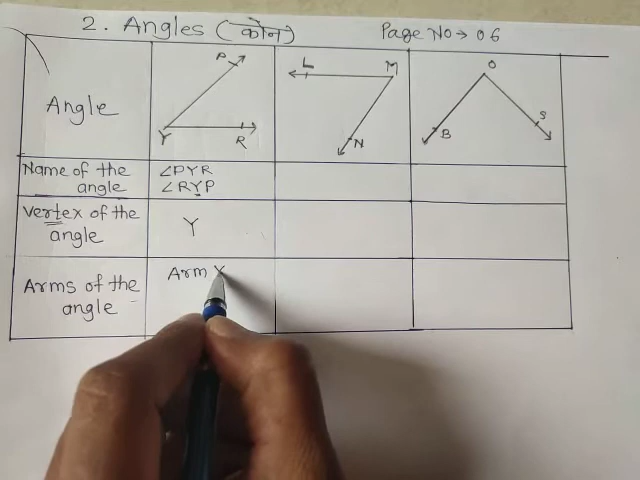 2. Angles (कोन) Page No→ 06
Angle
P
Y
R
L
M
N
O
B
S
Name of the
angle
∠PYR
∠RYP
Vertex of the
angle
Y
Arms of the
angle
Arm Y